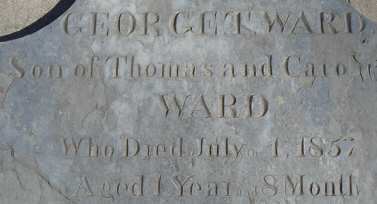 GEORGE T. WARD
Son of Thomas and
WARD
Who Died July 1, 1857
Aged 1 Year 8 Month